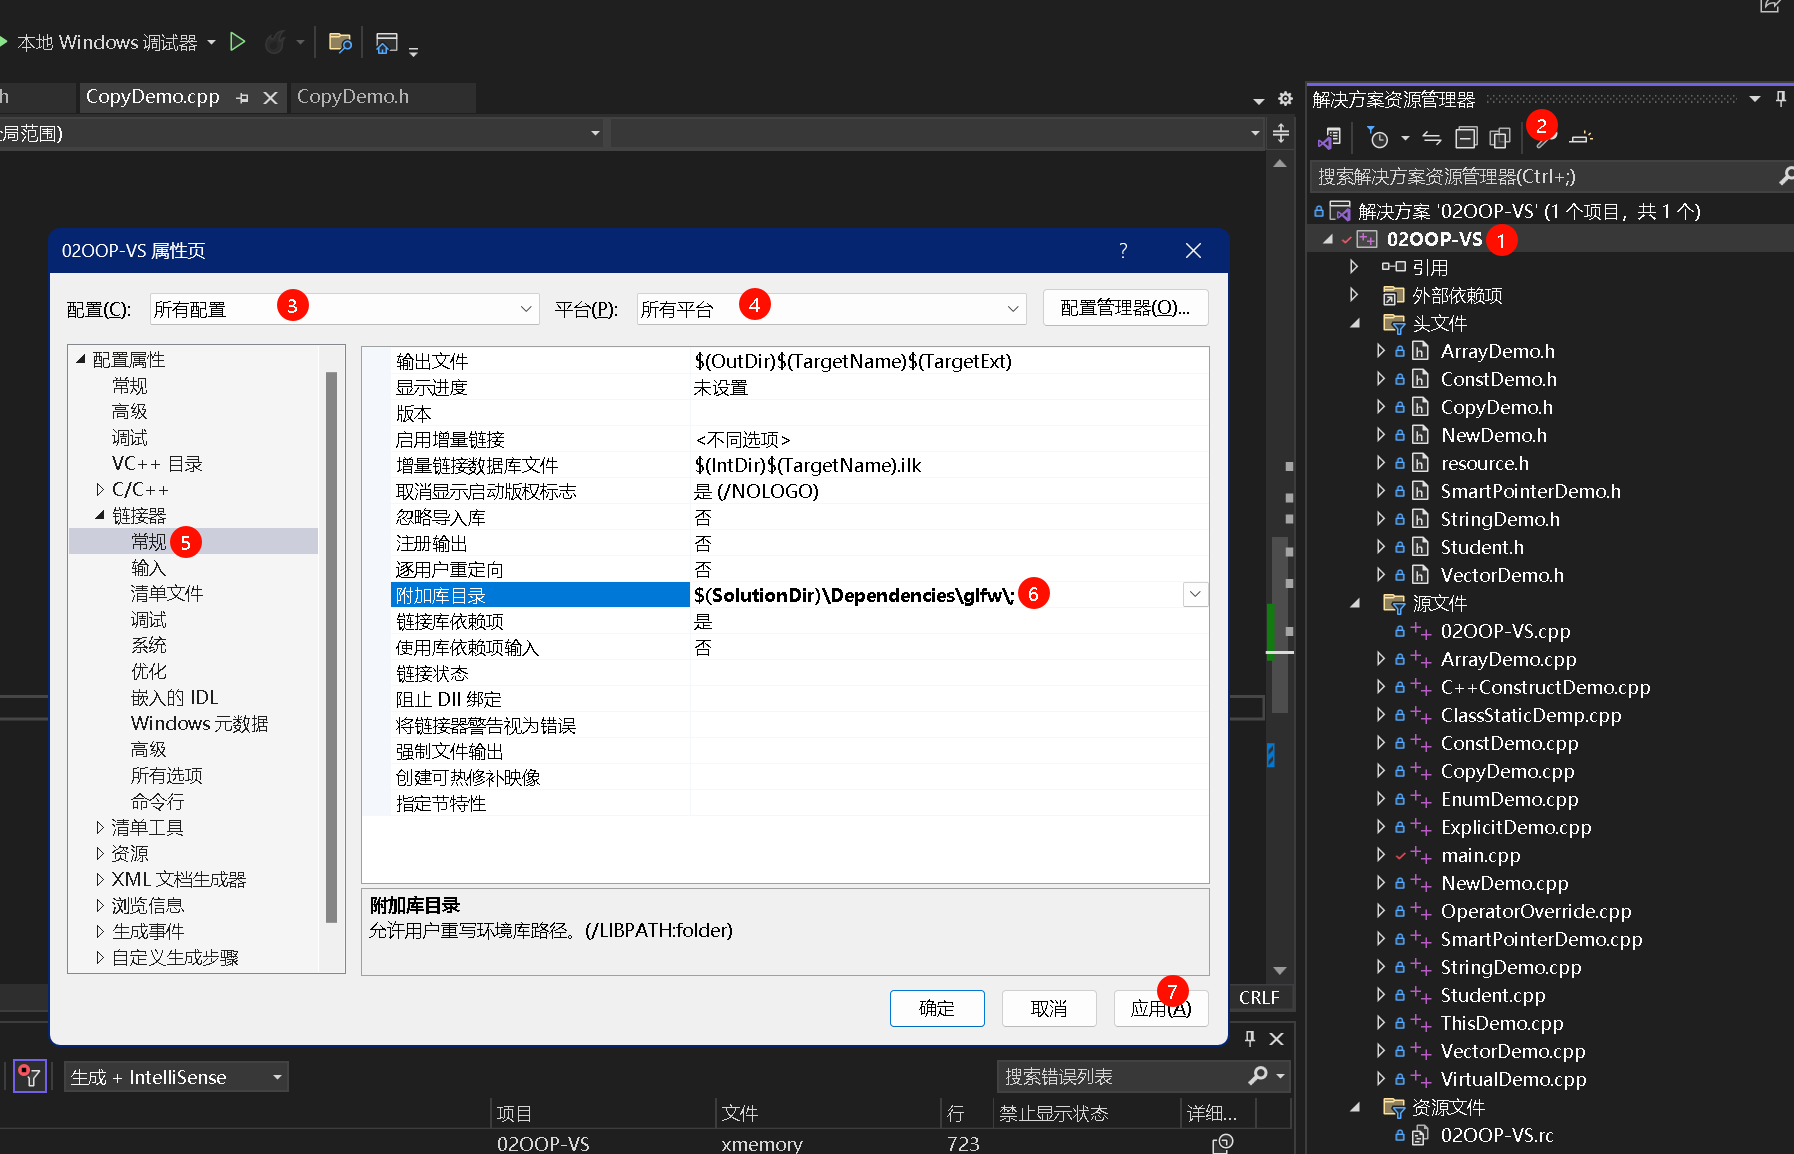 本地 Windows 调试器
h
CopyDemo.cpp
CopyDemo.h
局范围)
02OOP-VS 属性页
?
配置(C):
所有配置
3
平台(P):
所有平台
4
配置管理器(O)...
配置属性
常规
高级
调试
VC++ 目录
C/C++
链接器
常规
5
输入
清单文件
调试
系统
优化
嵌入的 IDL
Windows 元数据
高级
所有选项
命令行
清单工具
资源
XML 文档生成器
浏览信息
生成事件
自定义生成步骤
输出文件 $(OutDir)$(TargetName)$(TargetExt)
显示进度 未设置
版本
启用增量链接 <不同选项>
增量链接数据库文件 $(IntDir)$(TargetName).ilk
取消显示启动版权标志 是 (/NOLOGO)
忽略导入库 否
注册输出 否
逐用户重定向 否
附加库目录 $(SolutionDir)\Dependencies\glfw\; 6
链接库依赖项 是
使用库依赖项输入 否
链接状态
阻止 Dll 绑定
将链接器警告视为错误
强制文件输出
创建可热修补映像
指定节特性
附加库目录
允许用户重写环境库路径。(/LIBPATH:folder)
确定
取消
应用(A)
7
CRLF
生成 + IntelliSense
搜索错误列表
项目 文件 行 禁止显示状态 详细...
02OOP-VS xmemory 723
解决方案资源管理器
2
搜索解决方案资源管理器(Ctrl+;)
解决方案 '02OOP-VS' (1 个项目，共 1 个)
02OOP-VS 1
引用
外部依赖项
头文件
ArrayDemo.h
ConstDemo.h
CopyDemo.h
NewDemo.h
resource.h
SmartPointerDemo.h
StringDemo.h
Student.h
VectorDemo.h
源文件
02OOP-VS.cpp
ArrayDemo.cpp
C++ConstructDemo.cpp
ClassStaticDemp.cpp
ConstDemo.cpp
CopyDemo.cpp
EnumDemo.cpp
ExplicitDemo.cpp
main.cpp
NewDemo.cpp
OperatorOverride.cpp
SmartPointerDemo.cpp
StringDemo.cpp
Student.cpp
ThisDemo.cpp
VectorDemo.cpp
VirtualDemo.cpp
资源文件
02OOP-VS.rc